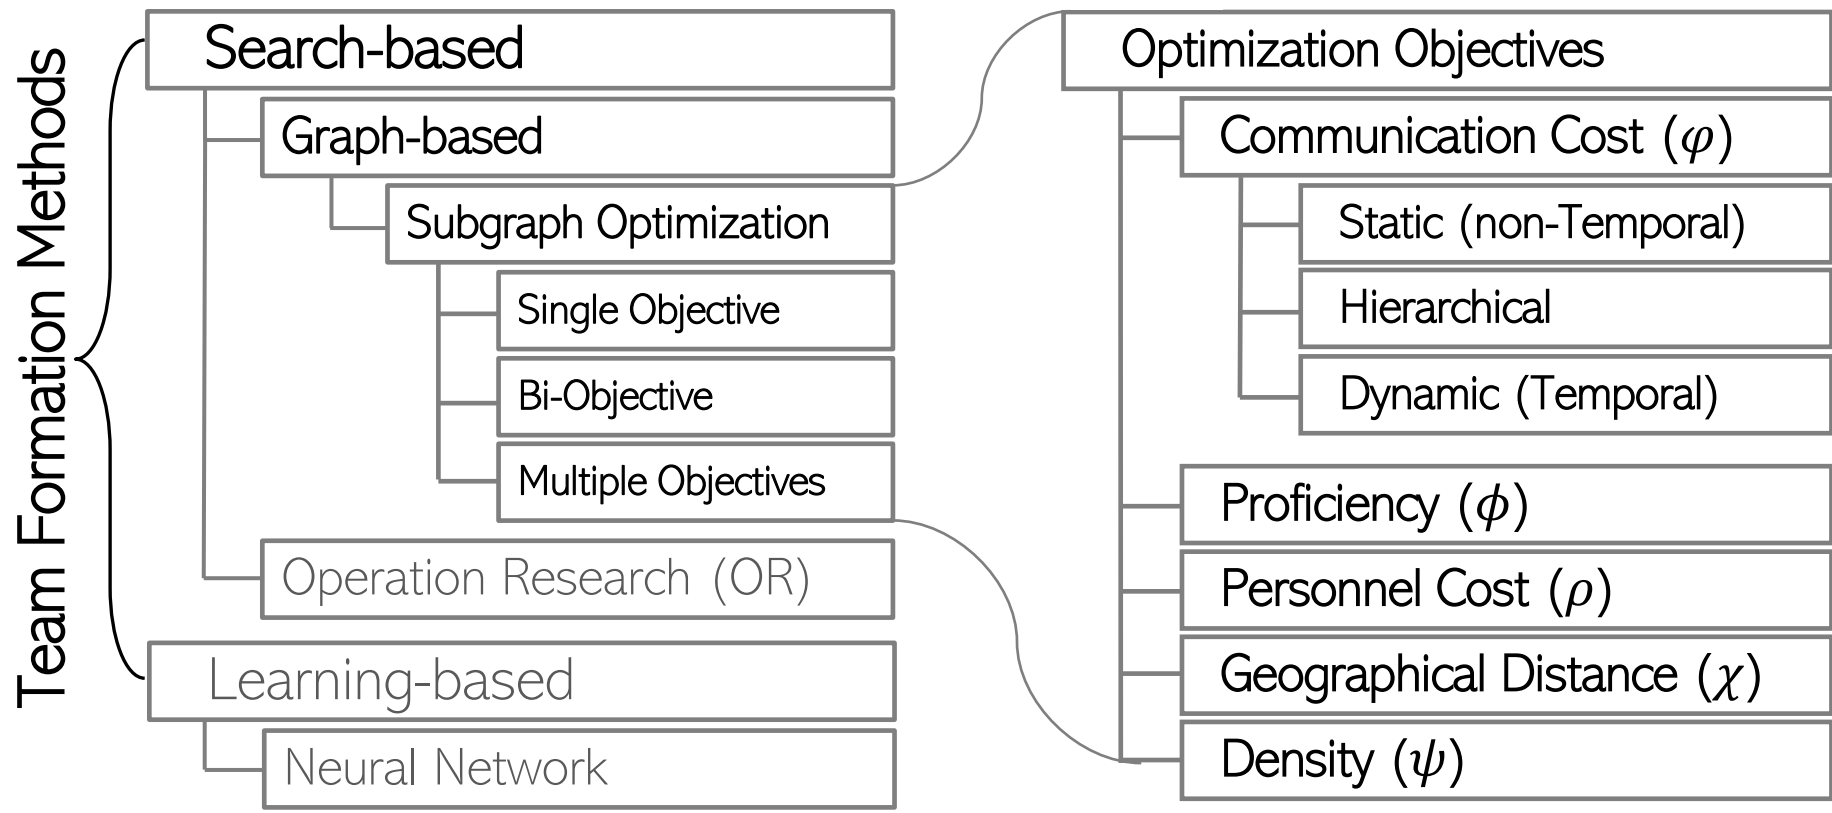 Team Formation Methods
Search-based
Graph-based
Subgraph Optimization
Single Objective
Bi-Objective
Multiple Objectives
Operation Research (OR)
Learning-based
Neural Network
Optimization Objectives
Communication Cost (φ)
Static (non-Temporal)
Hierarchical
Dynamic (Temporal)
Proficiency (ϕ)
Personnel Cost (ρ)
Geographical Distance (χ)
Density (ψ)